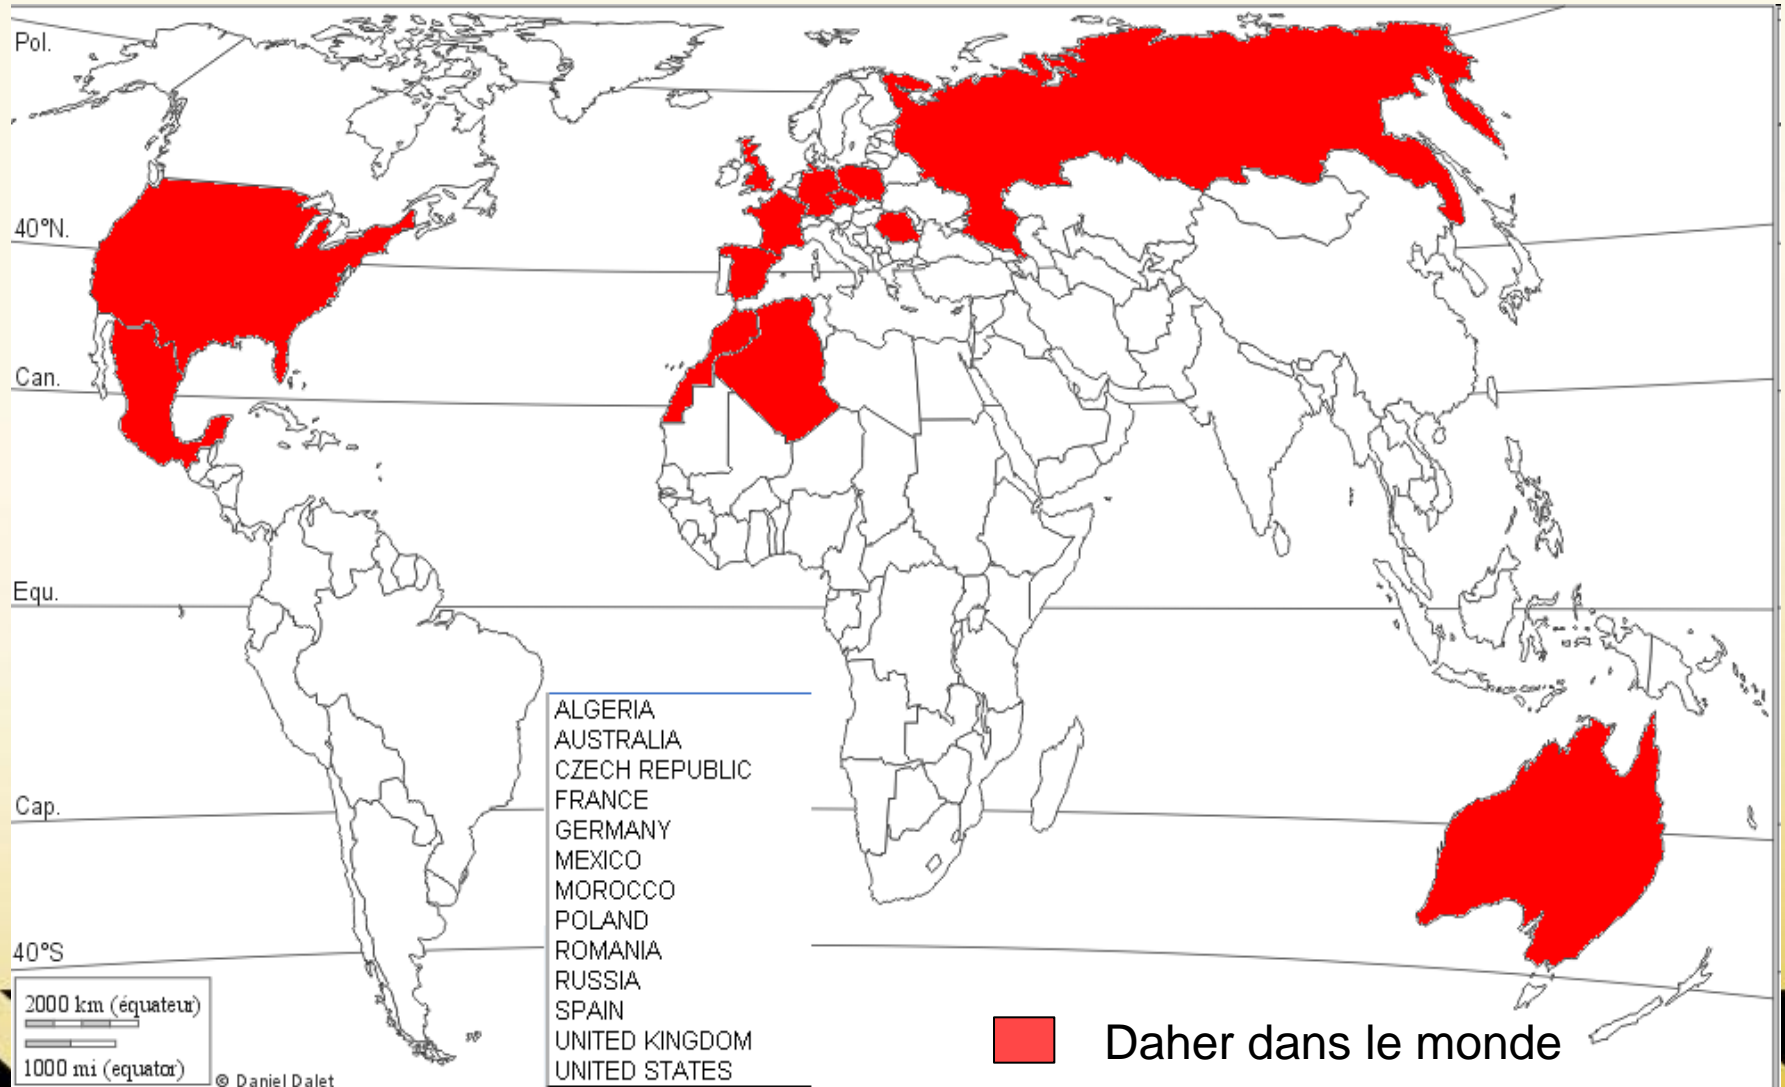 Pol.
40°N.
Can.
Equ.
Cap.
40°S
ALGERIA
AUSTRALIA
CZECH REPUBLIC
FRANCE
GERMANY
MEXICO
MOROCCO
POLAND
ROMANIA
RUSSIA
SPAIN
UNITED KINGDOM
UNITED STATES
2000 km (équateur)
1000 mi (equator)
© Daniel Dalet
Daher dans le monde